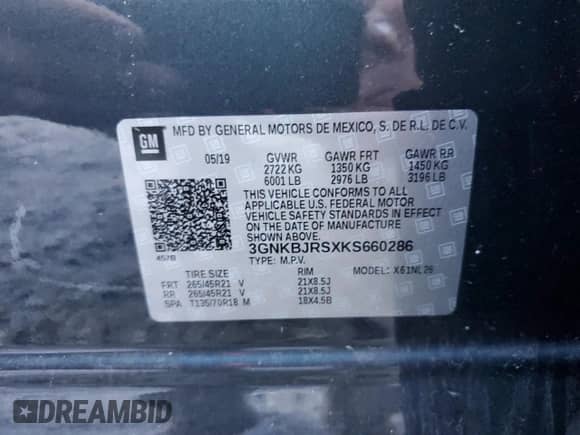 GM
MFD BY GENERAL MOTORS DE MEXICO, S. DE R.L. DE C.V.
05/19 GVWR GAWR FRT GAWR RR
2722 KG 1350 KG 1450 KG
6001 LB 2976 LB 3196 LB
THIS VEHICLE CONFORMS TO ALL
APPLICABLE U.S. FEDERAL MOTOR
VEHICLE SAFETY STANDARDS IN EFFECT
ON THE DATE OF MANUFACTURE
SHOWN ABOVE.
457B
3GNKBJRSXKS660286
TYPE: M.P.V. MODEL: X61NL26
TIRE SIZE RIM
FRT 265/45R21 V 21X8.5J
RR 265/45R21 V 21X8.5J
SPA T135/70R18 M 18X4.5B
DREAMBID